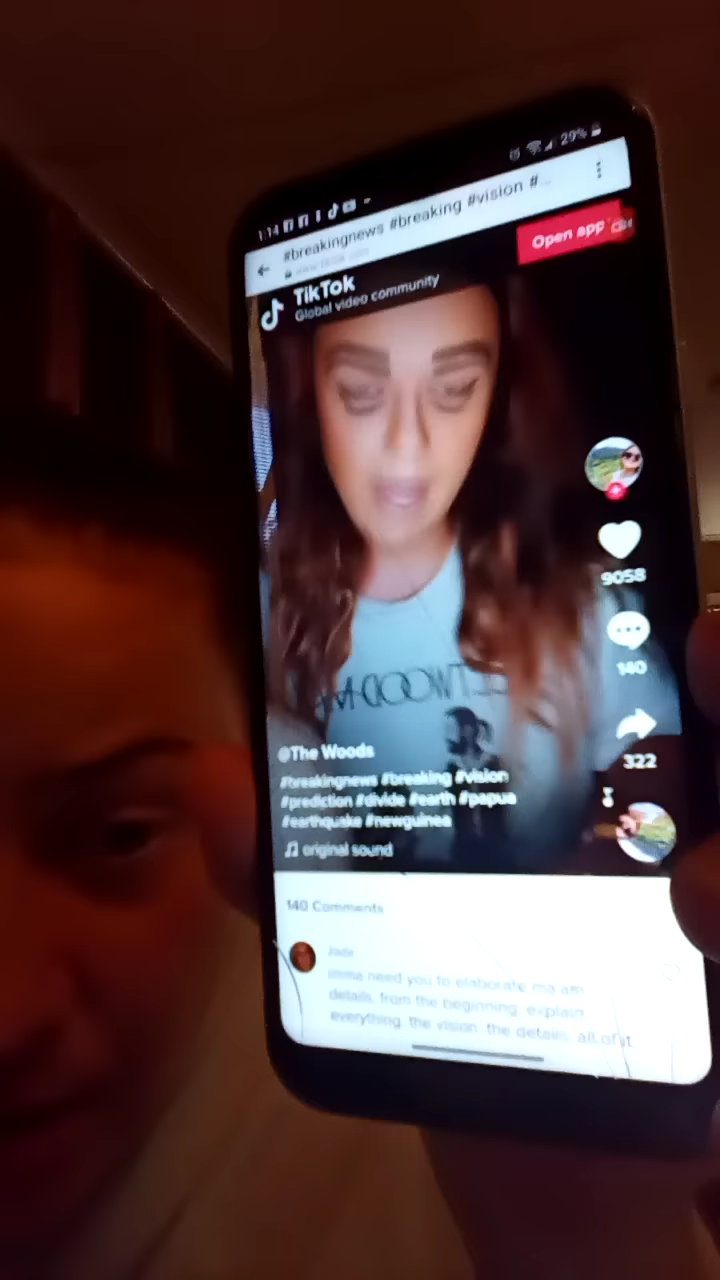 1:14
29%
#breakingnews #breaking #vision #...
Open app
TikTok
Global video community
9058
140
322
@The Woods
#breakingnews #breaking #vision
#prediction #divide #earth #papua
#earthquake #newguinea
original sound
140 Comments
imma need you to elaborate ma am
details, from the beginning. explain
everything. the vision. the details. all of it